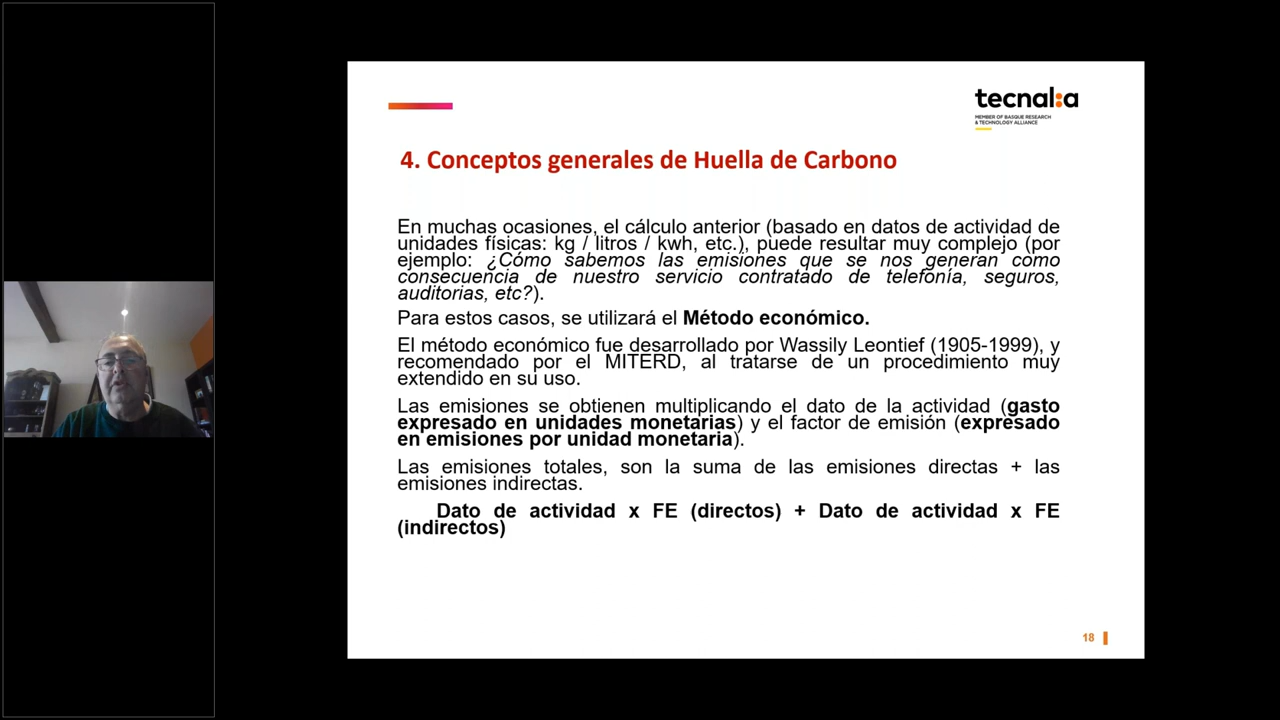 tecnal:a
MEMBER OF BASQUE RESEARCH
& TECHNOLOGY ALLIANCE
4. Conceptos generales de Huella de Carbono
En muchas ocasiones, el cálculo anterior (basado en datos de actividad de
unidades físicas: kg / litros / kwh, etc.), puede resultar muy complejo (por
ejemplo: ¿Cómo sabemos las emisiones que se nos generan como
consecuencia de nuestro servicio contratado de telefonía, seguros,
auditorias, etc?).
Para estos casos, se utilizará el Método económico.
El método económico fue desarrollado por Wassily Leontief (1905-1999), y
recomendado por el MITERD, al tratarse de un procedimiento muy
extendido en su uso.
Las emisiones se obtienen multiplicando el dato de la actividad (gasto
expresado en unidades monetarias) y el factor de emisión (expresado
en emisiones por unidad monetaria).
Las emisiones totales, son la suma de las emisiones directas + las
emisiones indirectas.
Dato de actividad x FE (directos) + Dato de actividad x FE
(indirectos)
18